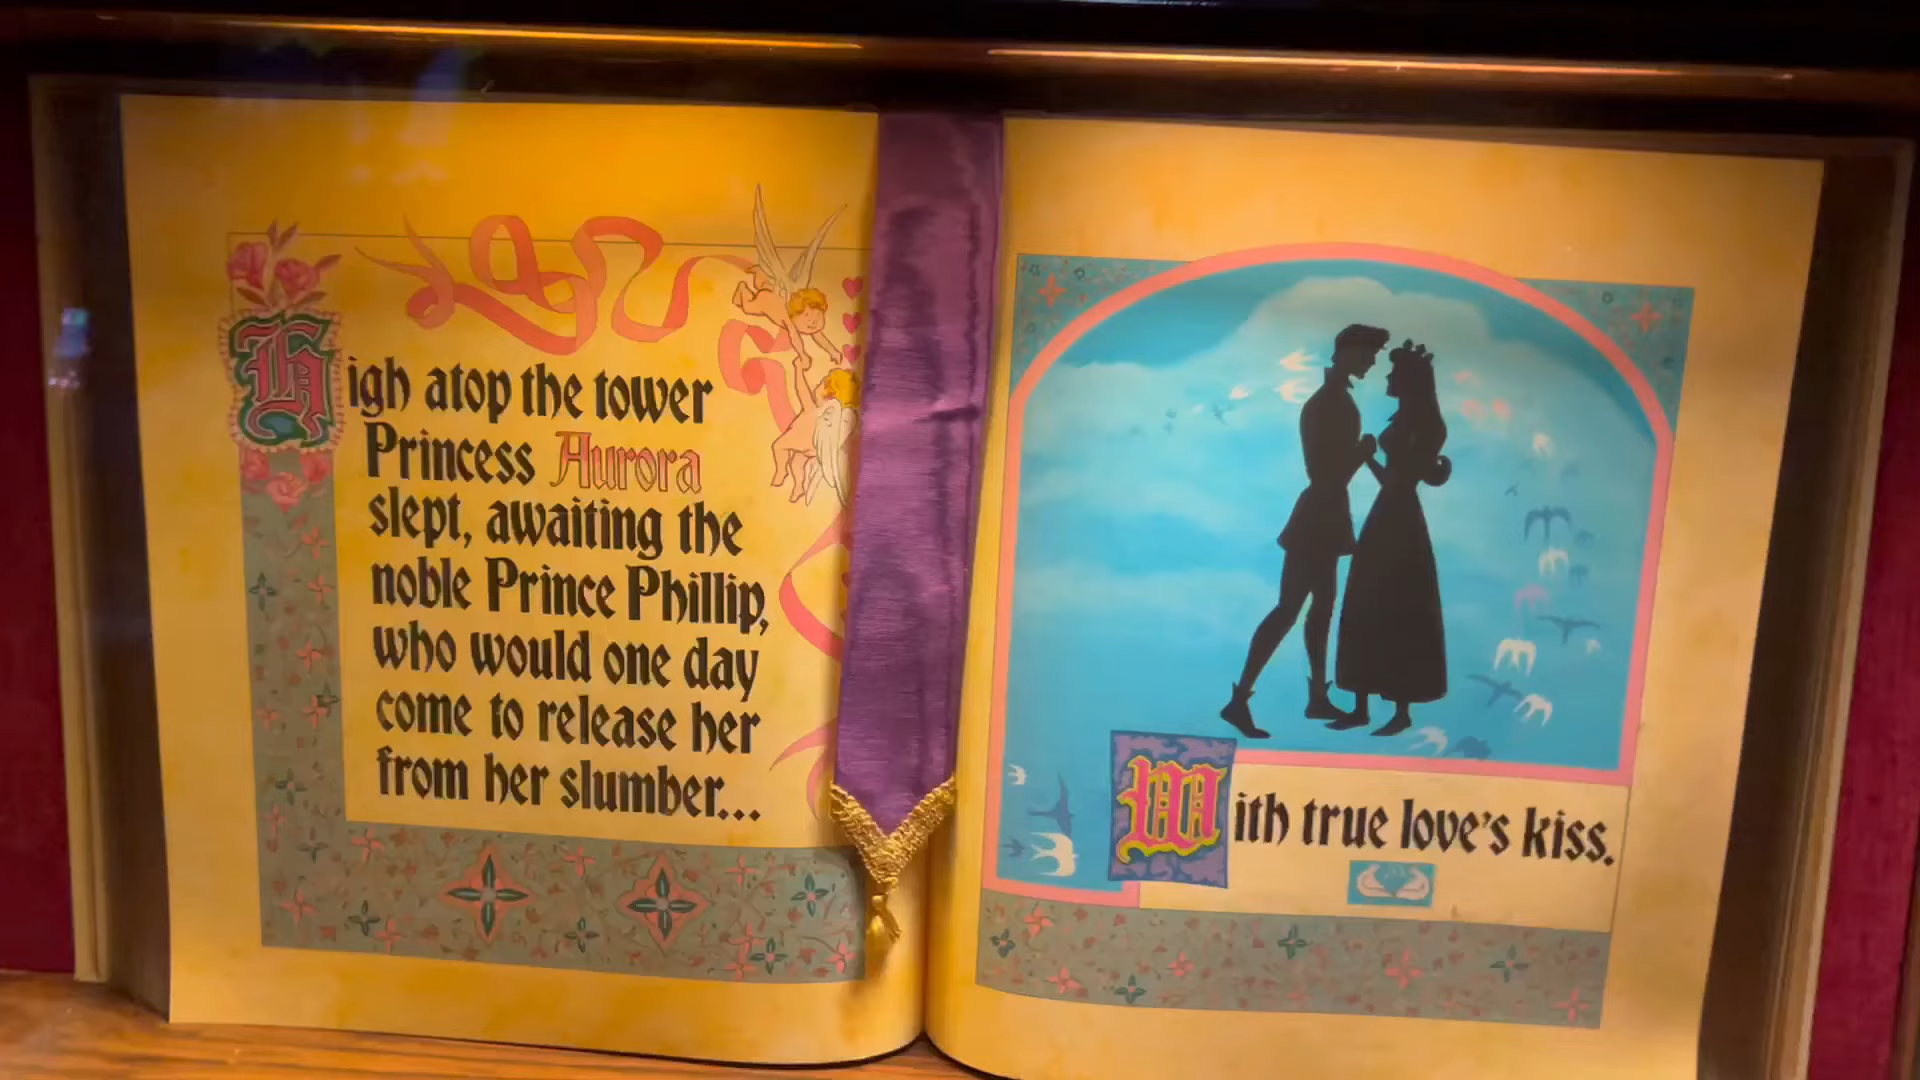 High atop the tower
Princess Aurora
slept, awaiting the
noble Prince Phillip,
who would one day
come to release her
from her slumber...
With true love's kiss.